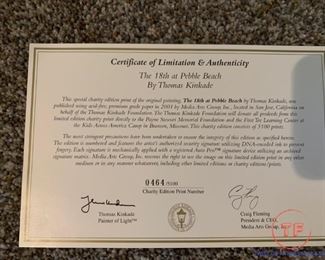 Certificate of Limitation & Authenticity
The 18th at Pebble Beach
By Thomas Kinkade
This special charity edition print of the original painting, The 18th at Pebble Beach by Thomas Kinkade, was
published using acid-free, premium grade paper in 2001 by Media Arts Group, Inc., located in San Jose, California on
behalf of the Thomas Kinkade Foundation. The Thomas Kinkade Foundation will donate all proceeds from this
limited edition charity print directly to the Payne Stewart Memorial Foundation and the First Tee Learning Center at
the Kids Across America Camp in Branson, Missouri. This charity edition consists of 5100 prints.
The most stringent precautions have been undertaken to ensure the integrity of this edition as specified herein.
The edition is numbered and features the artist's authorized security signature utilizing DNA-encoded ink to prevent
forgery. Each signature is mechanically applied with a registered Auto Pen™ signature device utilizing an archival
signature matrix. Media Arts Group, Inc. reserves the right to use the image on this limited edition print in any other
medium or in any manner whatsoever, including other limited editions or charity editions/prints.
0464/5100
Charity Edition Print Number
Thomas Kinkade
Painter of Light™
Craig Fleming
President & CEO,
Media Arts Group, Inc.
TF